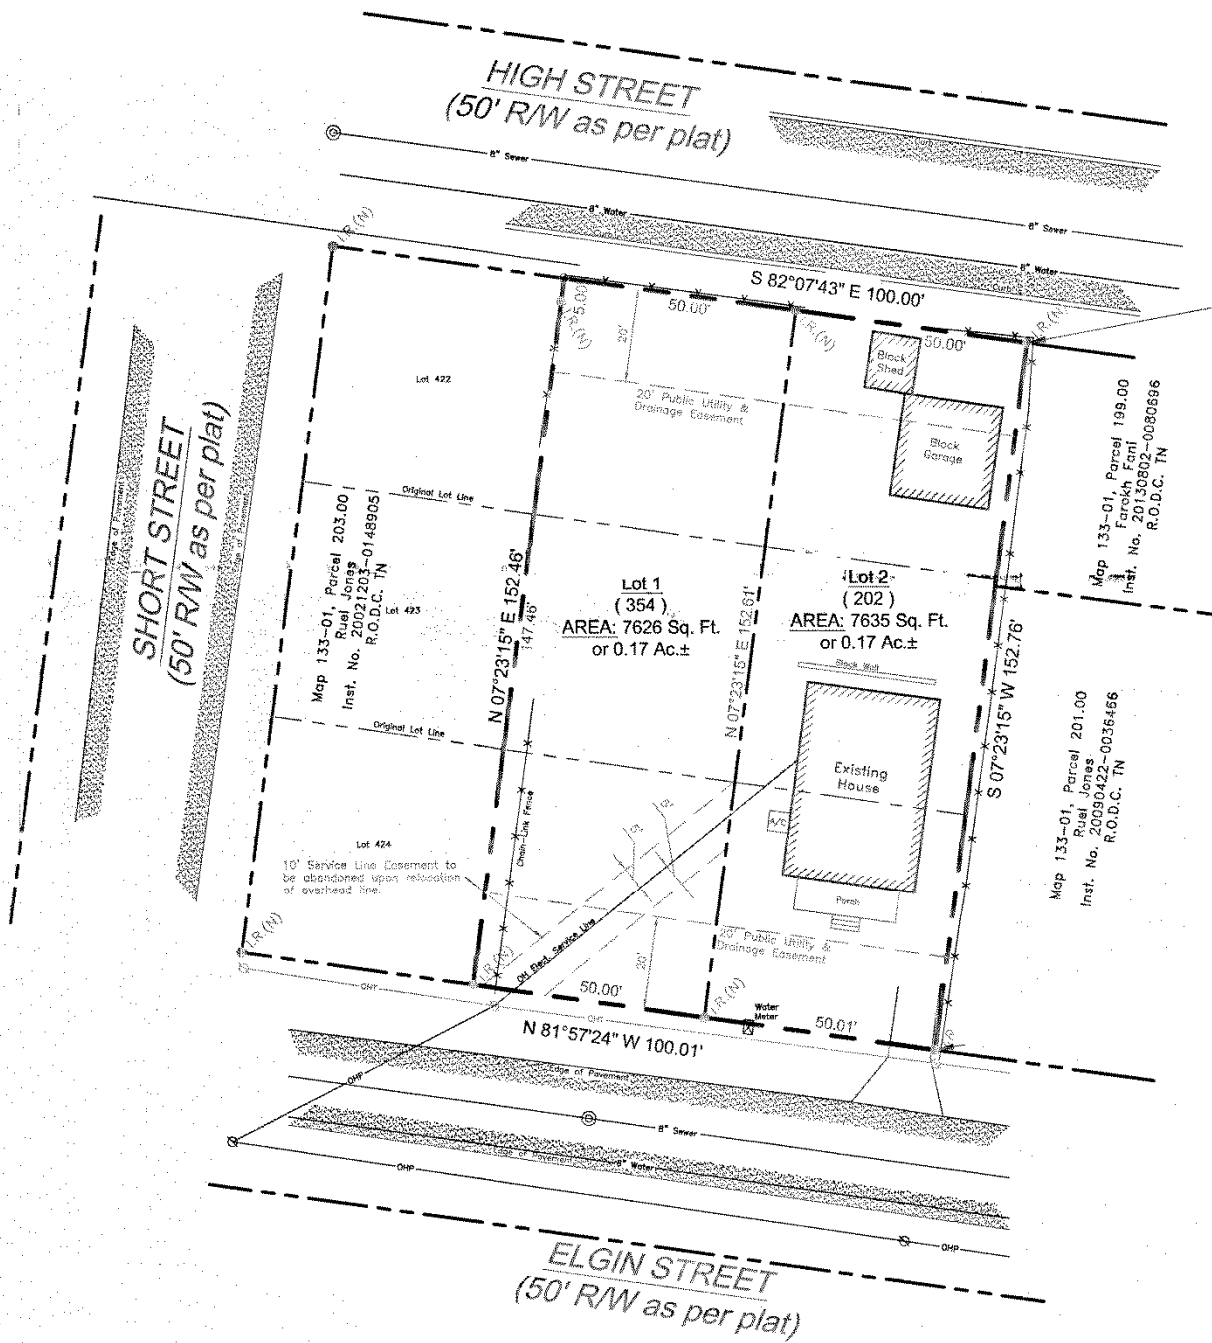 HIGH STREET
(50' R/W as per plat)
8" Sewer
8" Sewer
8" Water
8" Water
I.R.(N)
S 82°07'43" E 100.00'
5.00'
I.R.(N)
50.00'
I.R.(N)
50.00'
I.R.(N)
20'
Block
Shed
Lot 422
20' Public Utility &
Drainage Easement
Block
Garage
Map 133-01, Parcel 199.00
Farokh Fani
Inst. No. 20130802-0080696
R.O.D.C. TN
SHORT STREET
(50' R/W as per plat)
Edge of Pavement
Edge of Pavement
Original Lot Line
Map 133-01, Parcel 203.00
Ruel Jones
Inst. No. 20021203-0148905
R.O.D.C. TN
Lot 423
N 07°23'15" E 152.46'
147.46'
Lot 1
( 354 )
AREA: 7626 Sq. Ft.
or 0.17 Ac.±
N 07°23'15" E 152.61'
Lot 2
( 202 )
AREA: 7635 Sq. Ft.
or 0.17 Ac.±
Block Wall
S 07°23'15" W 152.76'
Map 133-01, Parcel 201.00
Ruel Jones
Inst. No. 20090422-0036466
R.O.D.C. TN
Original Lot Line
Existing
House
A/C
Chain-Link Fence
5'
5'
Lot 424
10' Service Line Easement to
be abandoned upon relocation
of overhead line.
Porch
I.R.(N)
I.R.(N)
OH Elect. Service Line
20' Public Utility &
Drainage Easement
20'
I.R.(N)
OHT
50.00'
Water
Meter
50.01'
OHT
N 81°57'24" W 100.01'
OHP
Edge of Pavement
8" Sewer
Edge of Pavement
8" Water
OHP
OHP
ELGIN STREET
(50' R/W as per plat)